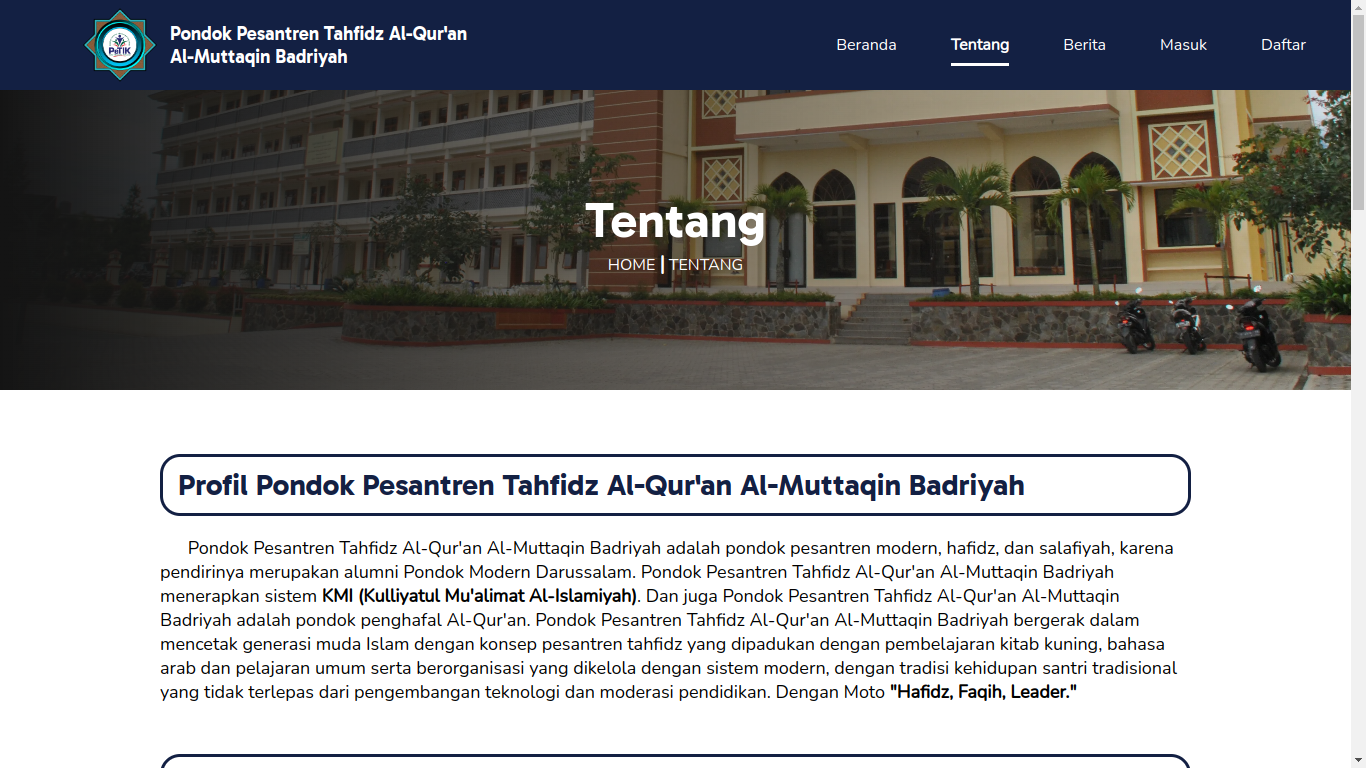 PeTIK
Pondok Pesantren Tahfidz Al-Qur'an
Al-Muttaqin Badriyah
Beranda
Tentang
Berita
Masuk
Daftar
Tentang
HOME | TENTANG
Profil Pondok Pesantren Tahfidz Al-Qur'an Al-Muttaqin Badriyah
Pondok Pesantren Tahfidz Al-Qur'an Al-Muttaqin Badriyah adalah pondok pesantren modern, hafidz, dan salafiyah, karena
pendirinya merupakan alumni Pondok Modern Darussalam. Pondok Pesantren Tahfidz Al-Qur'an Al-Muttaqin Badriyah
menerapkan sistem KMI (Kulliyatul Mu'alimat Al-Islamiyah). Dan juga Pondok Pesantren Tahfidz Al-Qur'an Al-Muttaqin
Badriyah adalah pondok penghafal Al-Qur'an. Pondok Pesantren Tahfidz Al-Qur'an Al-Muttaqin Badriyah bergerak dalam
mencetak generasi muda Islam dengan konsep pesantren tahfidz yang dipadukan dengan pembelajaran kitab kuning, bahasa
arab dan pelajaran umum serta berorganisasi yang dikelola dengan sistem modern, dengan tradisi kehidupan santri tradisional
yang tidak terlepas dari pengembangan teknologi dan moderasi pendidikan. Dengan Moto "Hafidz, Faqih, Leader."